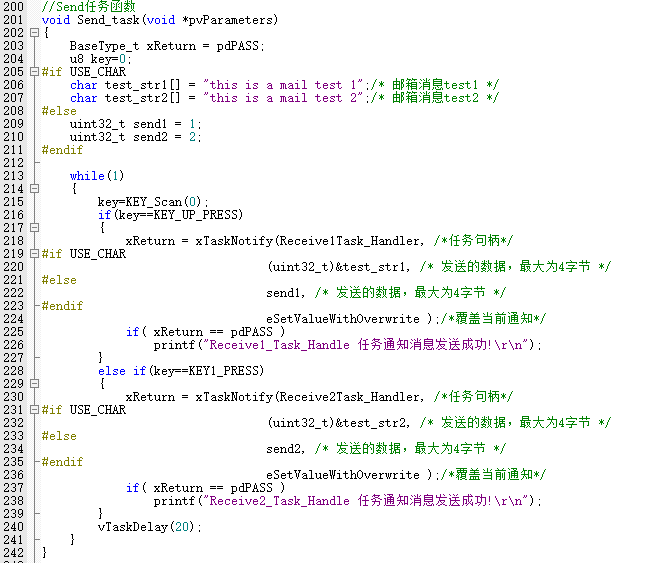 200 //Send任务函数
201 void Send_task(void *pvParameters)
202 {
203     BaseType_t xReturn = pdPASS;
204     u8 key=0;
205 #if USE_CHAR
206     char test_str1[] = "this is a mail test 1";/* 邮箱消息test1 */
207     char test_str2[] = "this is a mail test 2";/* 邮箱消息test2 */
208 #else
209     uint32_t send1 = 1;
210     uint32_t send2 = 2;
211 #endif
212
213     while(1)
214     {
215         key=KEY_Scan(0);
216         if(key==KEY_UP_PRESS)
217         {
218             xReturn = xTaskNotify(Receive1Task_Handler, /*任务句柄*/
219 #if USE_CHAR
220                                 (uint32_t)&test_str1, /* 发送的数据，最大为4字节 */
221 #else
222                                 send1, /* 发送的数据，最大为4字节 */
223 #endif
224                                 eSetValueWithOverwrite );/*覆盖当前通知*/
225             if( xReturn == pdPASS )
226                 printf("Receive1_Task_Handle 任务通知消息发送成功!\r\n");
227         }
228         else if(key==KEY1_PRESS)
229         {
230             xReturn = xTaskNotify(Receive2Task_Handler, /*任务句柄*/
231 #if USE_CHAR
232                                 (uint32_t)&test_str2, /* 发送的数据，最大为4字节 */
233 #else
234                                 send2, /* 发送的数据，最大为4字节 */
235 #endif
236                                 eSetValueWithOverwrite );/*覆盖当前通知*/
237             if( xReturn == pdPASS )
238                 printf("Receive2_Task_Handle 任务通知消息发送成功!\r\n");
239         }
240         vTaskDelay(20);
241     }
242 }